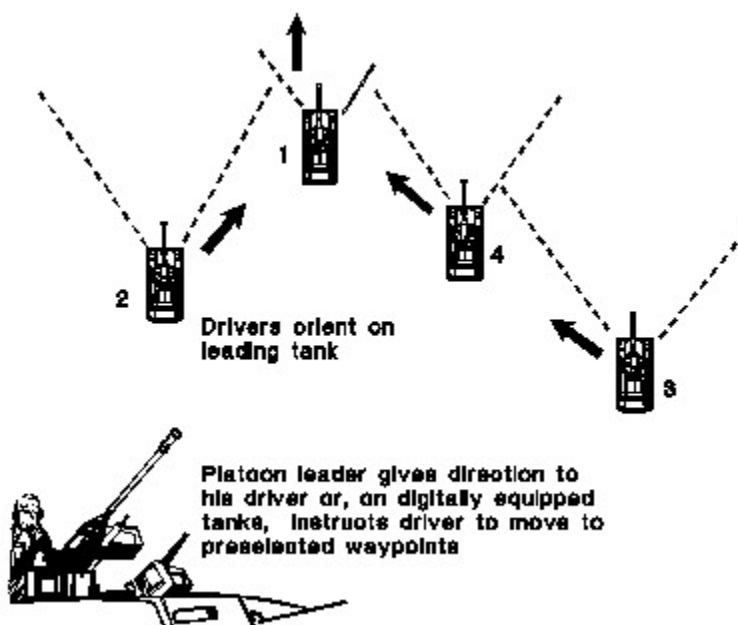 1
4
2
Drivers orient on
leading tank
3
Platoon leader gives direction to
his driver or, on digitally equipped
tanks, instructs driver to move to
preselected waypoints